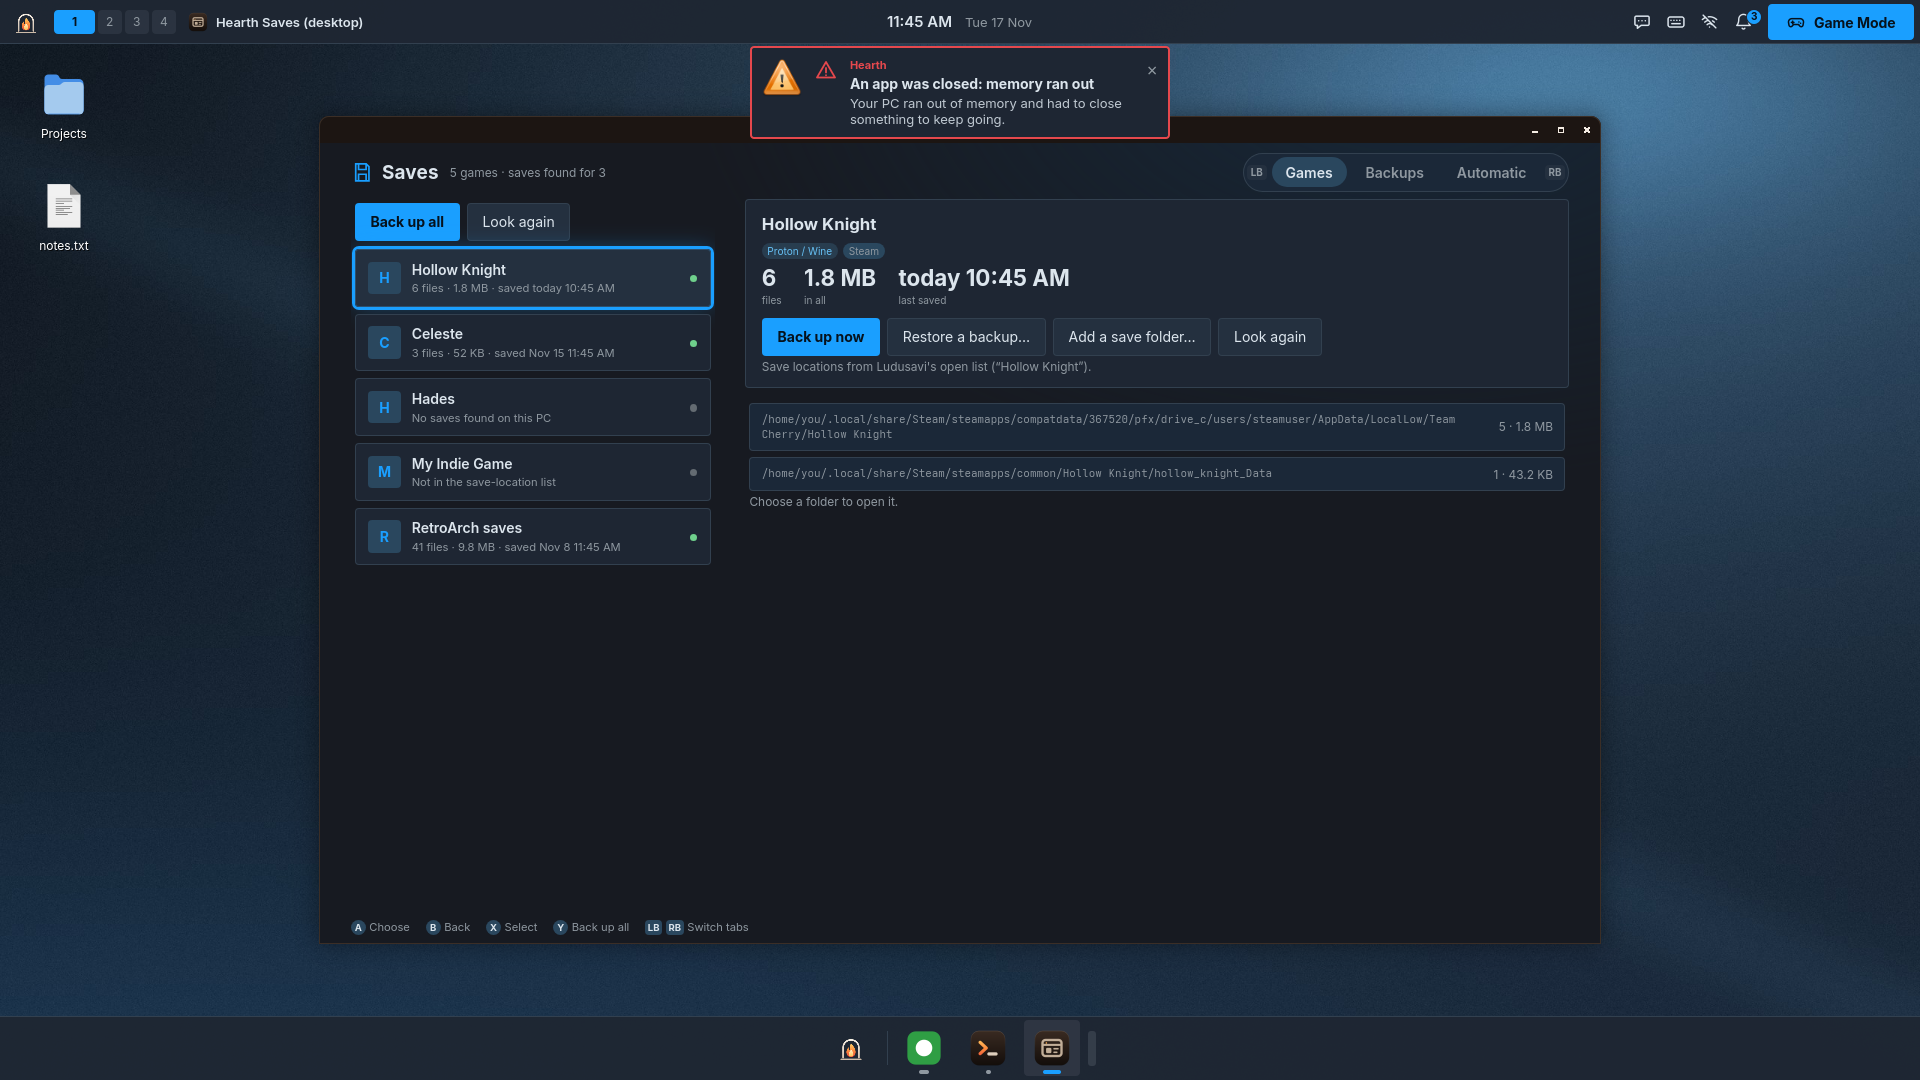 1 2 3 4 Hearth Saves (desktop) 11:45 AM Tue 17 Nov 3 Game Mode
Hearth
An app was closed: memory ran out
Your PC ran out of memory and had to close
something to keep going.
Projects
notes.txt
Saves 5 games · saves found for 3
LB Games Backups Automatic RB
Back up all Look again
H Hollow Knight
6 files · 1.8 MB · saved today 10:45 AM
C Celeste
3 files · 52 KB · saved Nov 15 11:45 AM
H Hades
No saves found on this PC
M My Indie Game
Not in the save-location list
R RetroArch saves
41 files · 9.8 MB · saved Nov 8 11:45 AM
Hollow Knight
Proton / Wine Steam
6 1.8 MB today 10:45 AM
files in all last saved
Back up now Restore a backup... Add a save folder... Look again
Save locations from Ludusavi's open list (“Hollow Knight”).
/home/you/.local/share/Steam/steamapps/compatdata/367520/pfx/drive_c/users/steamuser/AppData/LocalLow/Team
Cherry/Hollow Knight
5 · 1.8 MB
/home/you/.local/share/Steam/steamapps/common/Hollow Knight/hollow_knight_Data 1 · 43.2 KB
Choose a folder to open it.
A Choose B Back X Select Y Back up all LB RB Switch tabs